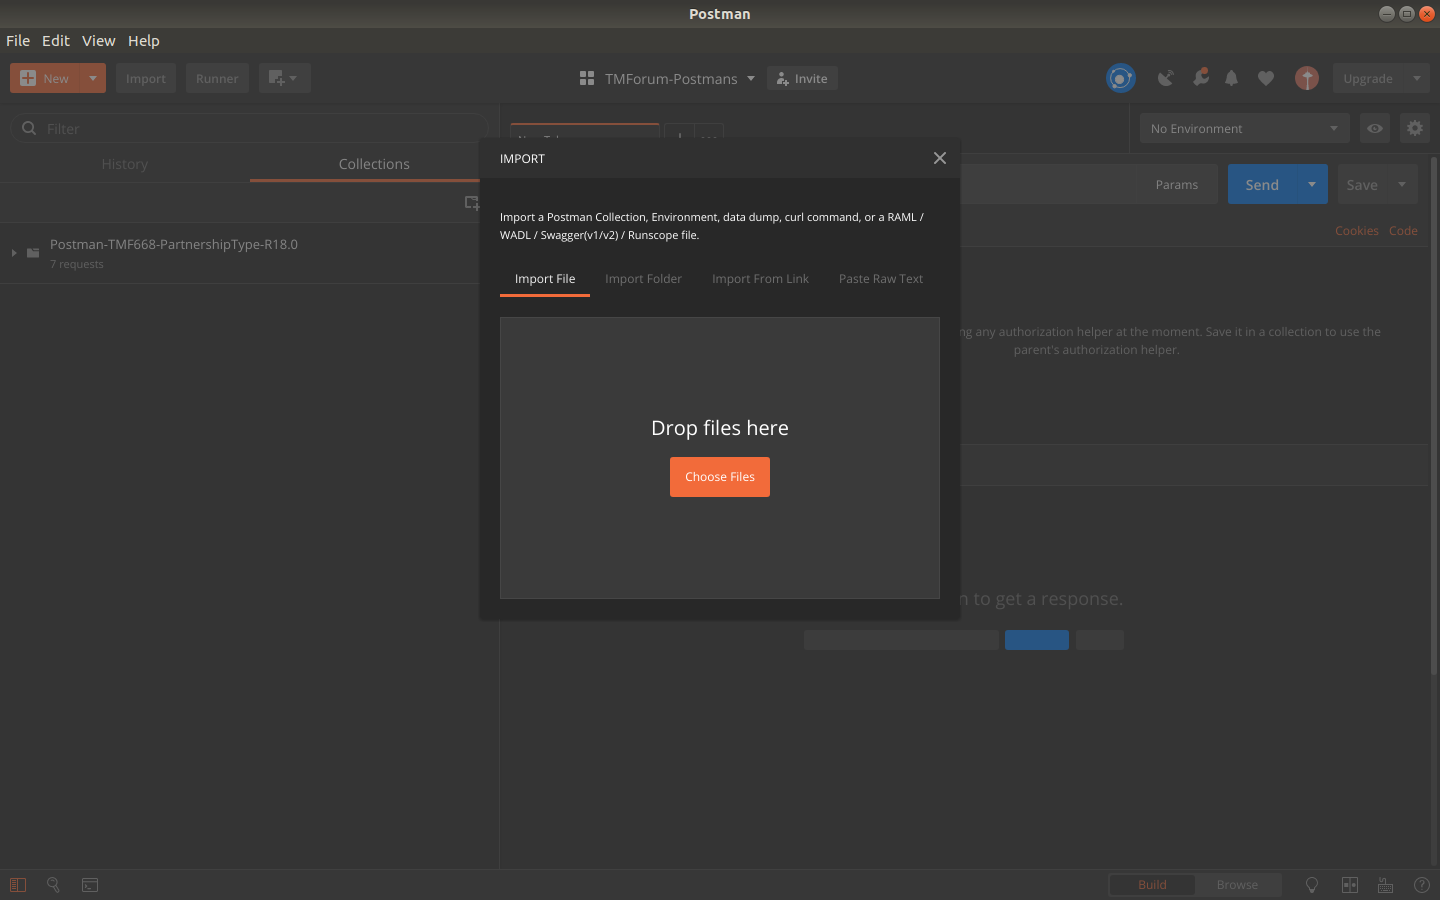 Postman
File Edit View Help
New Import Runner TMForum-Postmans Invite Upgrade
Filter
No Environment
History Collections
IMPORT
Params Send Save
Import a Postman Collection, Environment, data dump, curl command, or a RAML /
WADL / Swagger(v1/v2) / Runscope file.
Cookies Code
Postman-TMF668-PartnershipType-R18.0
7 requests
Import File Import Folder Import From Link Paste Raw Text
any authorization helper at the moment. Save it in a collection to use the
parent's authorization helper.
Drop files here
Choose Files
to get a response.
Build Browse